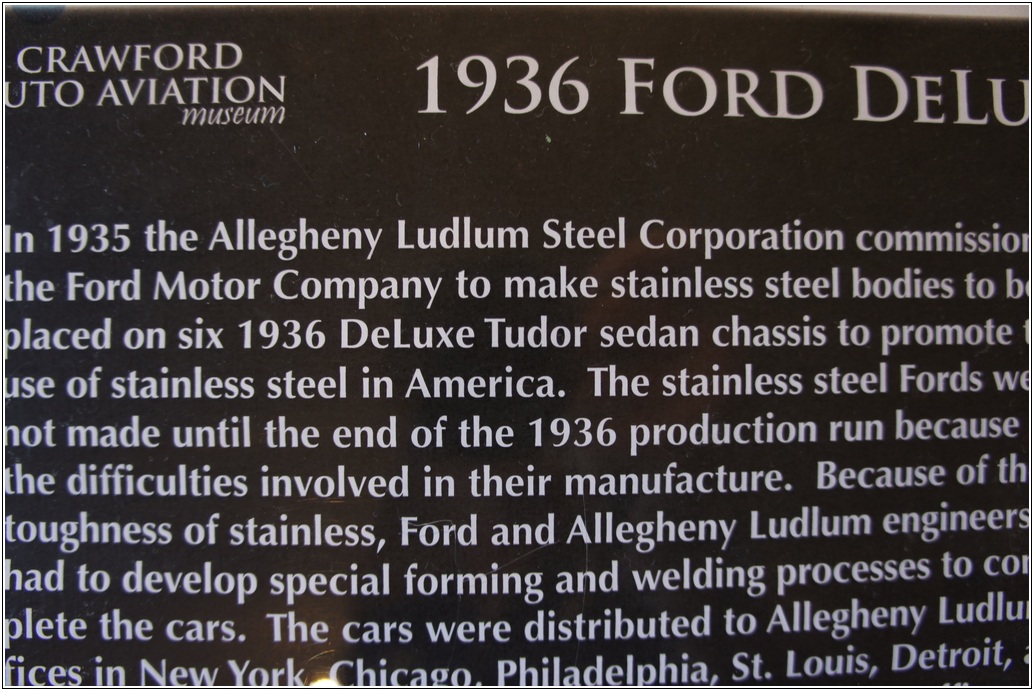 CRAWFORD
UTO AVIATION
museum
1936 FORD DELU
In 1935 the Allegheny Ludlum Steel Corporation commission
the Ford Motor Company to make stainless steel bodies to be
placed on six 1936 DeLuxe Tudor sedan chassis to promote
use of stainless steel in America. The stainless steel Fords we
not made until the end of the 1936 production run because
the difficulties involved in their manufacture. Because of th
toughness of stainless, Ford and Allegheny Ludlum engineers
had to develop special forming and welding processes to com
plete the cars. The cars were distributed to Allegheny Ludlu
fices in New York, Chicago, Philadelphia, St. Louis, Detroit,